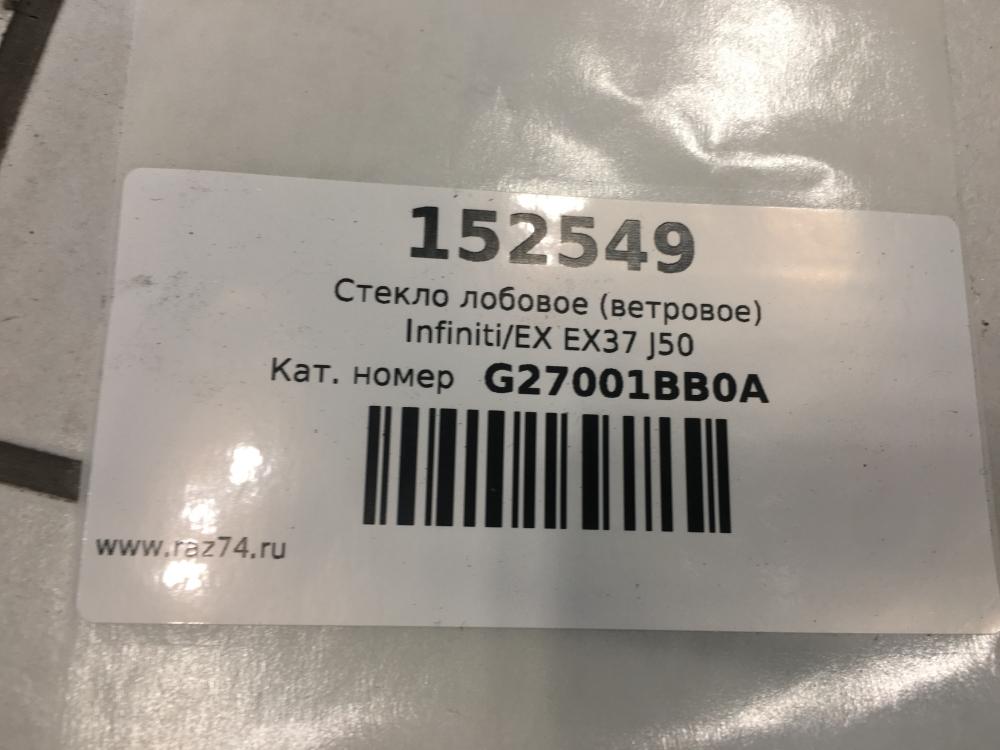 152549
Стекло лобовое (ветровое)
Infiniti/EX EX37 J50
Кат. номер G27001BB0A
www.raz74.ru